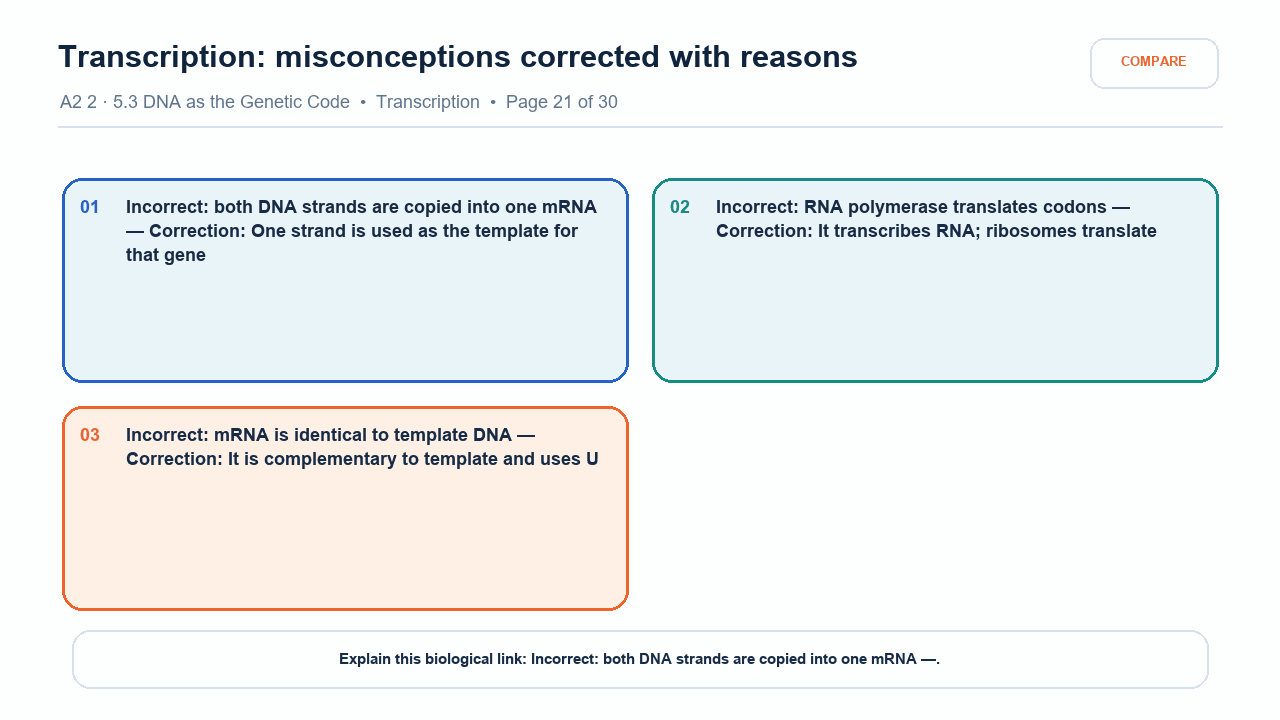 Transcription: misconceptions corrected with reasons
COMPARE
A2 2 · 5.3 DNA as the Genetic Code • Transcription • Page 21 of 30
01
Incorrect: both DNA strands are copied into one mRNA
— Correction: One strand is used as the template for
that gene
02
Incorrect: RNA polymerase translates codons —
Correction: It transcribes RNA; ribosomes translate
03
Incorrect: mRNA is identical to template DNA —
Correction: It is complementary to template and uses U
Explain this biological link: Incorrect: both DNA strands are copied into one mRNA —.